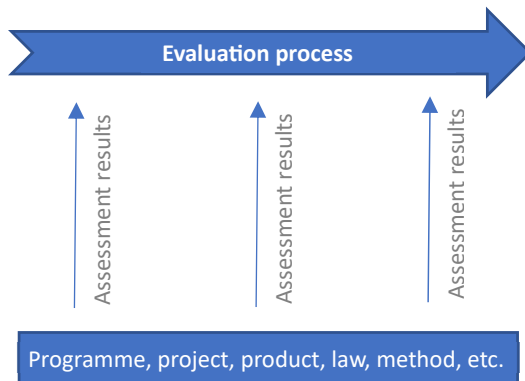 Evaluation process
Assessment results
Assessment results
Assessment results
Programme, project, product, law, method, etc.